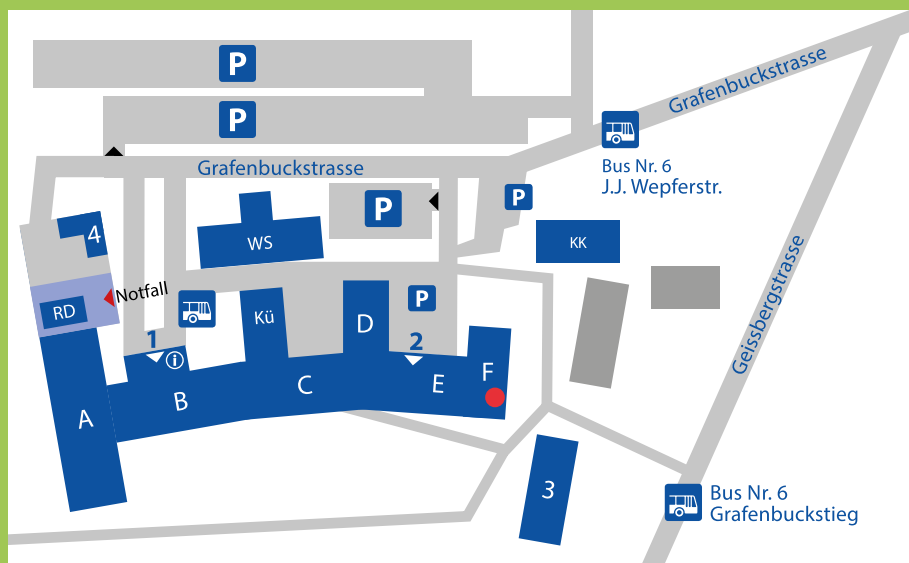 P
P
Grafenbuckstrasse
Grafenbuckstrasse
Bus Nr. 6
J.J. Wepferstr.
P
P
4
WS
KK
Notfall
RD
P
Kü
D
1
i
2
F
E
C
B
A
Geissbergstrasse
3
Bus Nr. 6
Grafenbuckstieg